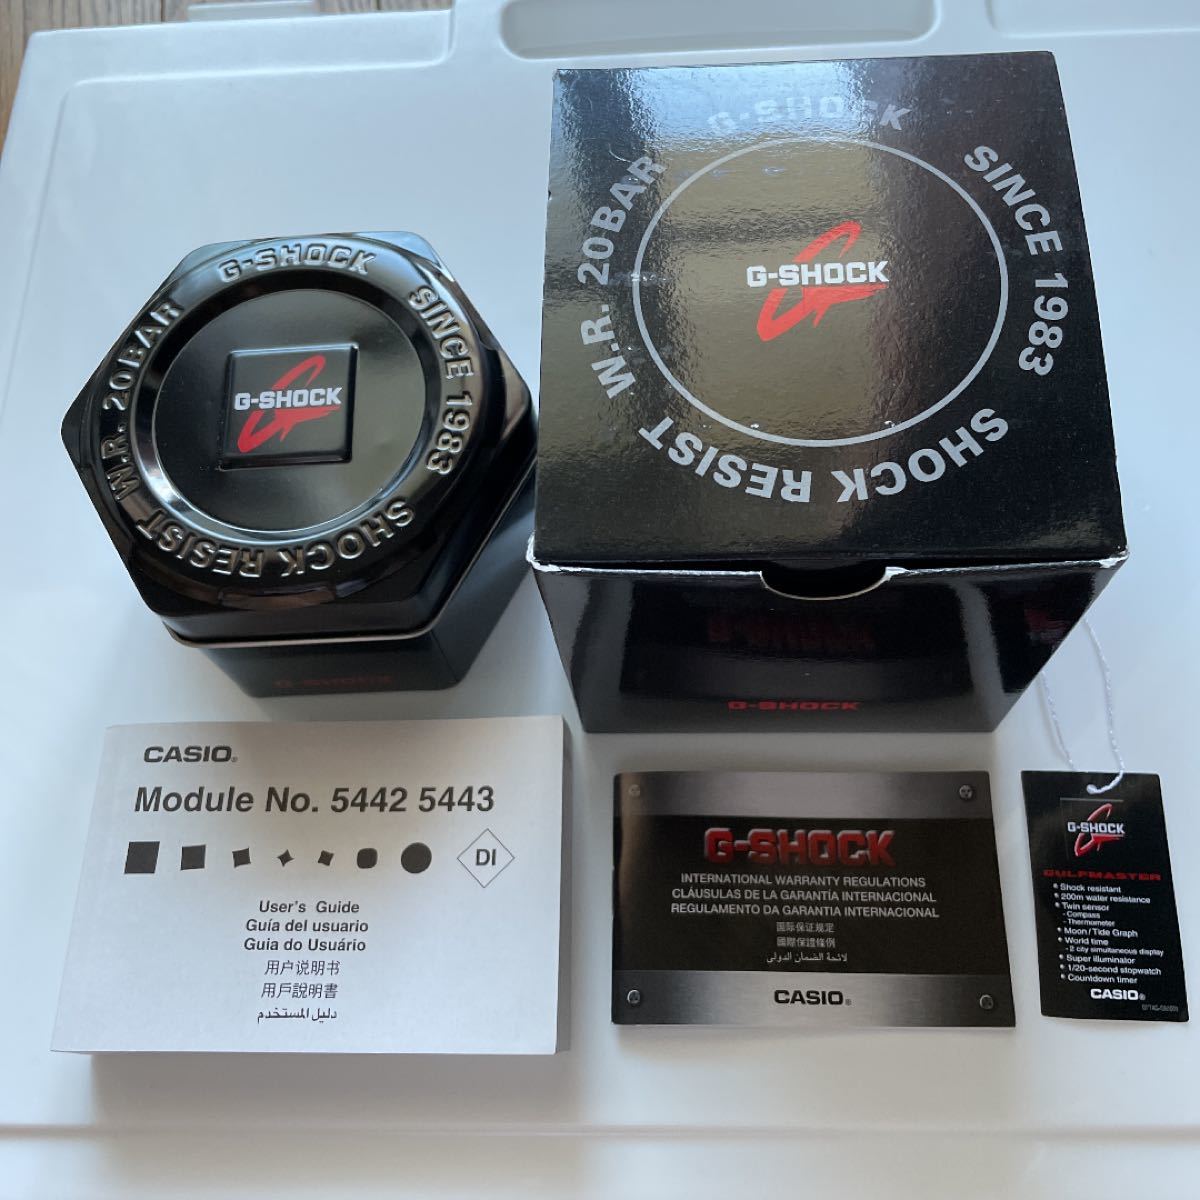 G-SHOCK
SINCE 1983
SHOCK RESIST
W.R. 20BAR
G-SHOCK
G-SHOCK
G-SHOCK
SINCE 1983
SHOCK RESIST
W.R. 20BAR
G-SHOCK
G-SHOCK
CASIO®
Module No. 5442 5443
DI
User's Guide
Guía del usuario
Guia do Usuário
用户说明书
用戶說明書
دليل المستخدم
G-SHOCK
INTERNATIONAL WARRANTY REGULATIONS
CLÁUSULAS DE LA GARANTÍA INTERNACIONAL
REGULAMENTO DA GARANTIA INTERNACIONAL
国际保证规定
國際保證條例
لائحة الضمان الدولى
CASIO®
G-SHOCK
GULFMASTER
• Shock resistant
• 200m water resistance
• Twin sensor
- Compass
- Thermometer
• Moon/Tide Graph
• World time
- 2 city simultaneous display
• Super illuminator
• 1/20-second stopwatch
• Countdown timer
CASIO®